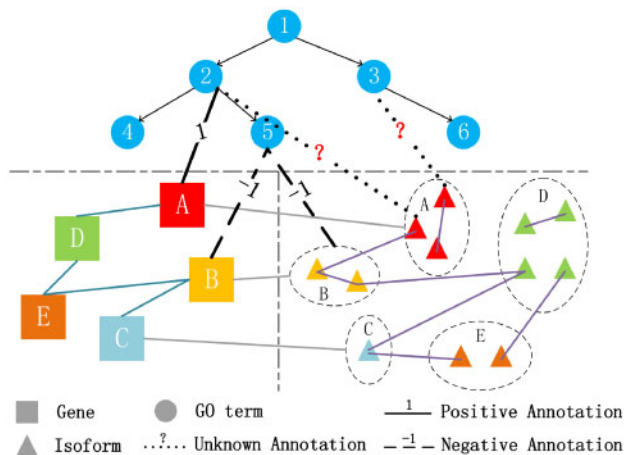 1
2
3
4
5
6
1
?
?
-1
-1
A
D
B
E
C
A
D
B
C
E
Gene
GO term
1
Positive Annotation
Isoform
?
Unknown Annotation
-1
Negative Annotation